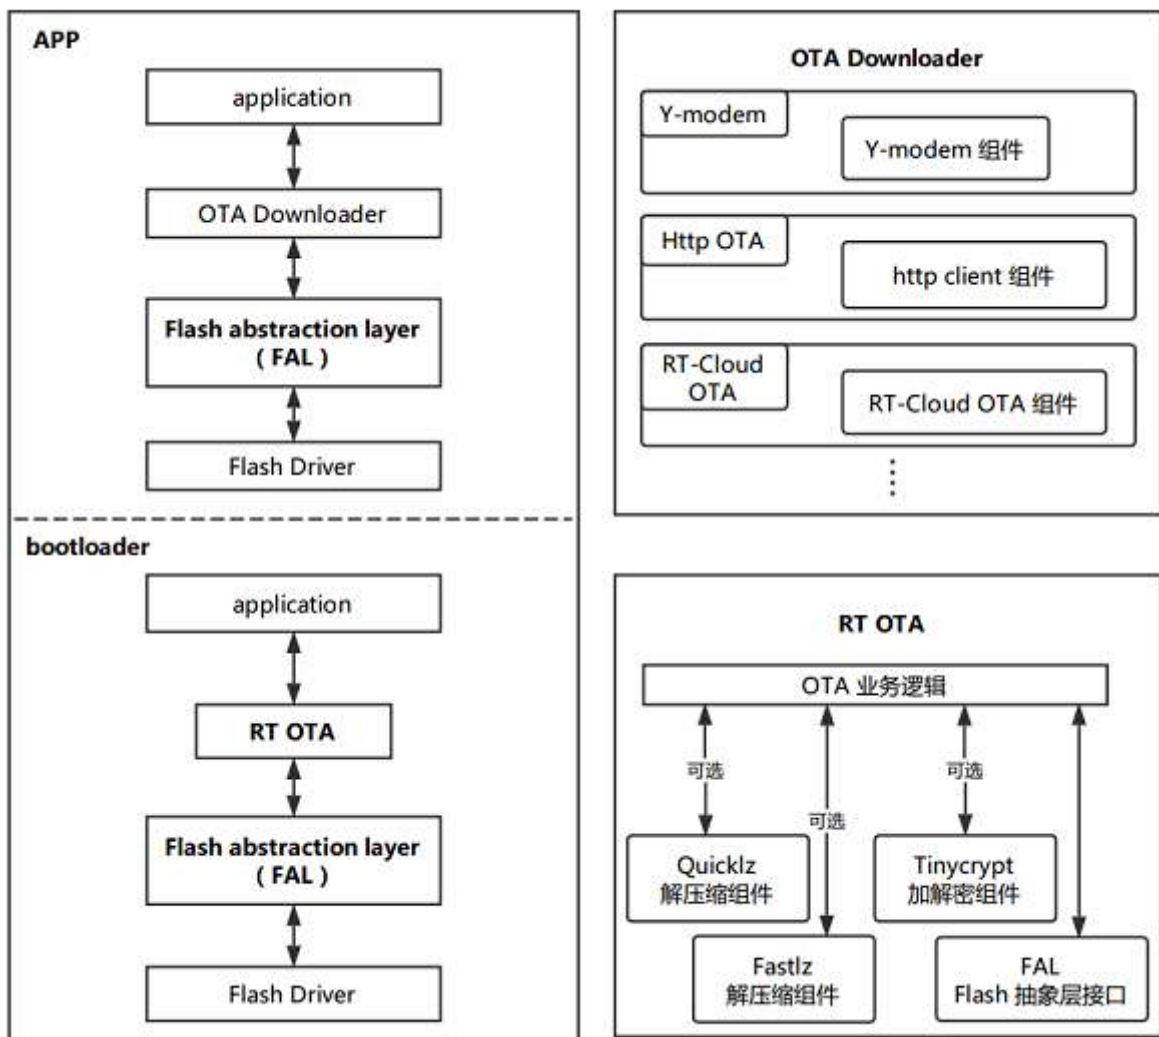 APP
application
OTA Downloader
Flash abstraction layer
( FAL )
Flash Driver
bootloader
application
RT OTA
Flash abstraction layer
( FAL )
Flash Driver
OTA Downloader
Y-modem
Y-modem 组件
Http OTA
http client 组件
RT-Cloud
OTA
RT-Cloud OTA 组件
RT OTA
OTA 业务逻辑
可选
可选
可选
Quicklz
解压缩组件
Tinycrypt
加解密组件
Fastlz
解压缩组件
FAL
Flash 抽象层接口